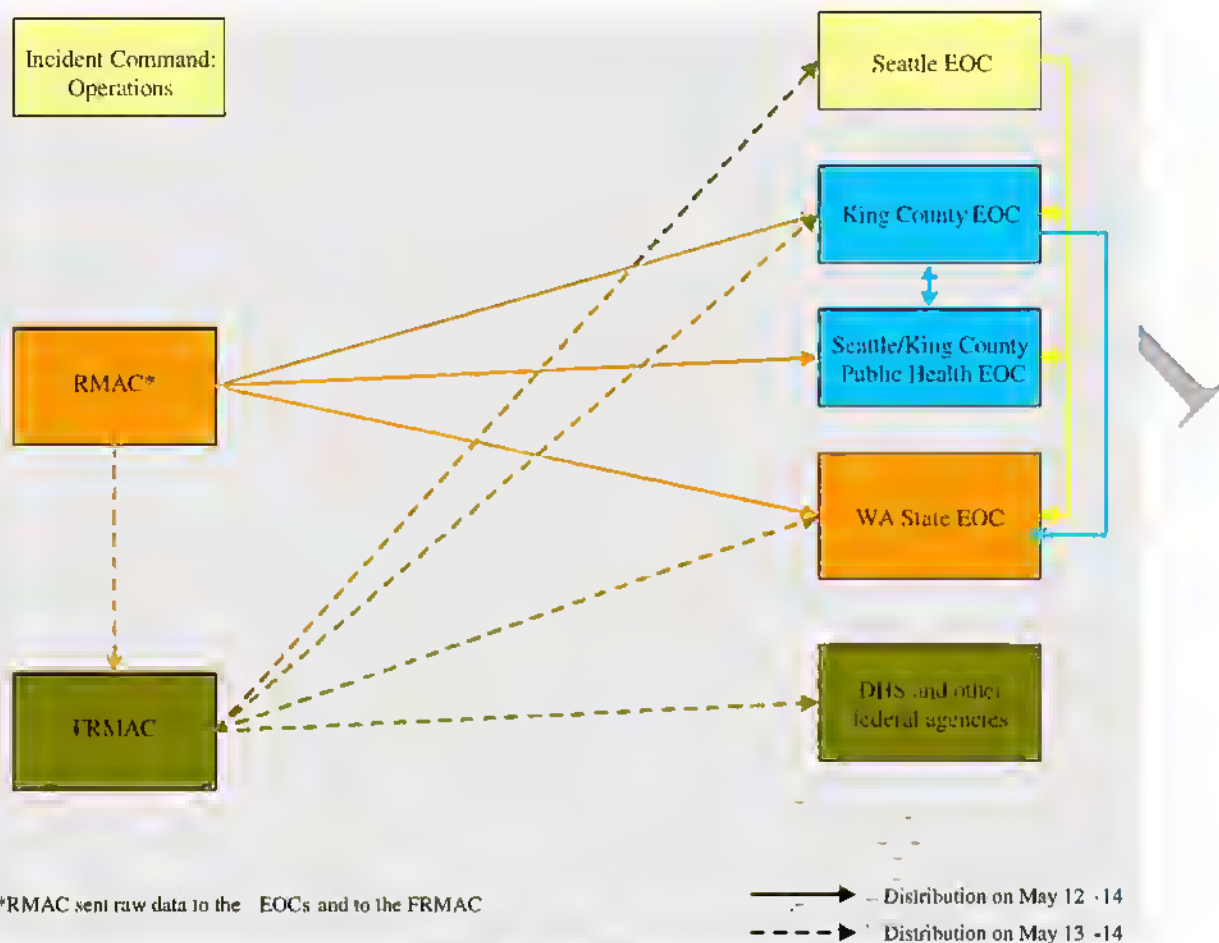 Incident Command:
Operations
Seattle EOC
King County EOC
Seattle/King County
Public Health EOC
RMAC*
WA State EOC
FRMAC
DHS and other
federal agencies
*RMAC sent raw data to the EOCs and to the FRMAC
Distribution on May 12 -14
Distribution on May 13 -14